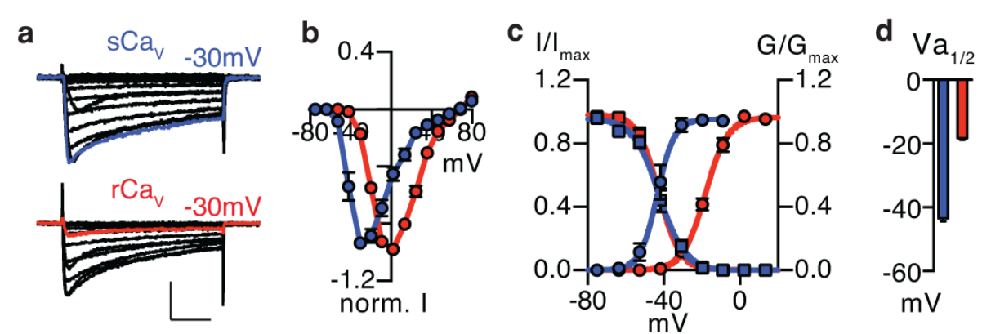 a
sCaV
-30mV
rCaV
-30mV
b
0.4
-80 -40 40 80
mV
-1.2
norm. I
c
I/Imax
G/Gmax
1.2
1.2
0.8
0.8
0.4
0.4
0.0
0.0
-80 -40 0
mV
d
Va1/2
0
-20
-40
-60
mV